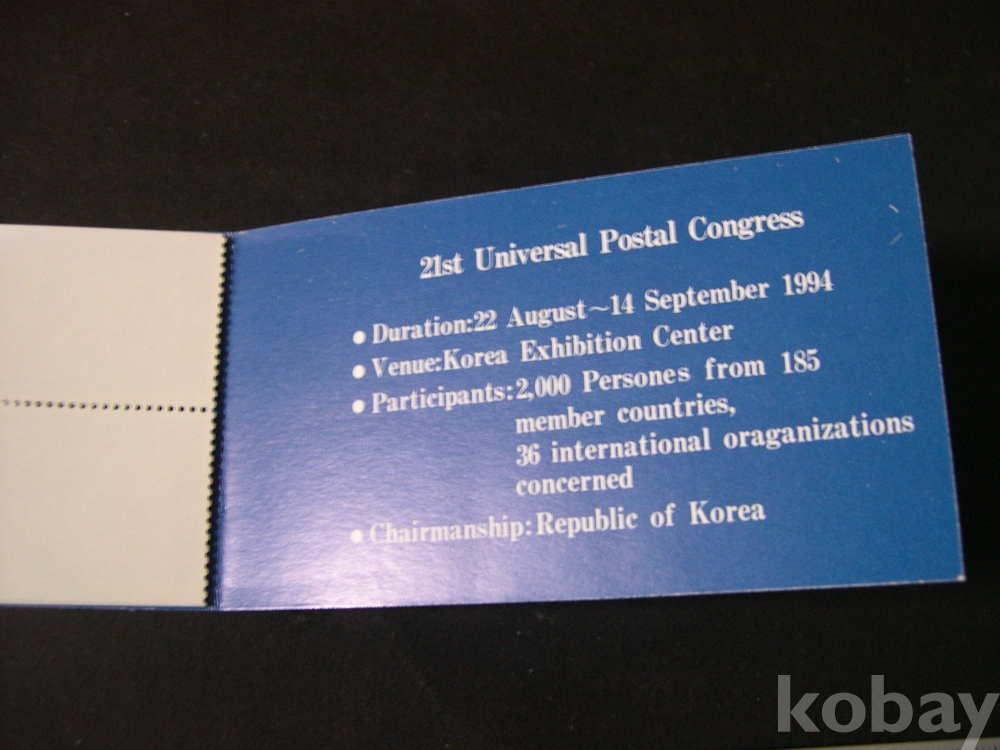 21st Universal Postal Congress
● Duration:22 August~14 September 1994
● Venue:Korea Exhibition Center
● Participants:2,000 Persones from 185
member countries,
36 international oraganizations
concerned
● Chairmanship:Republic of Korea
kobay